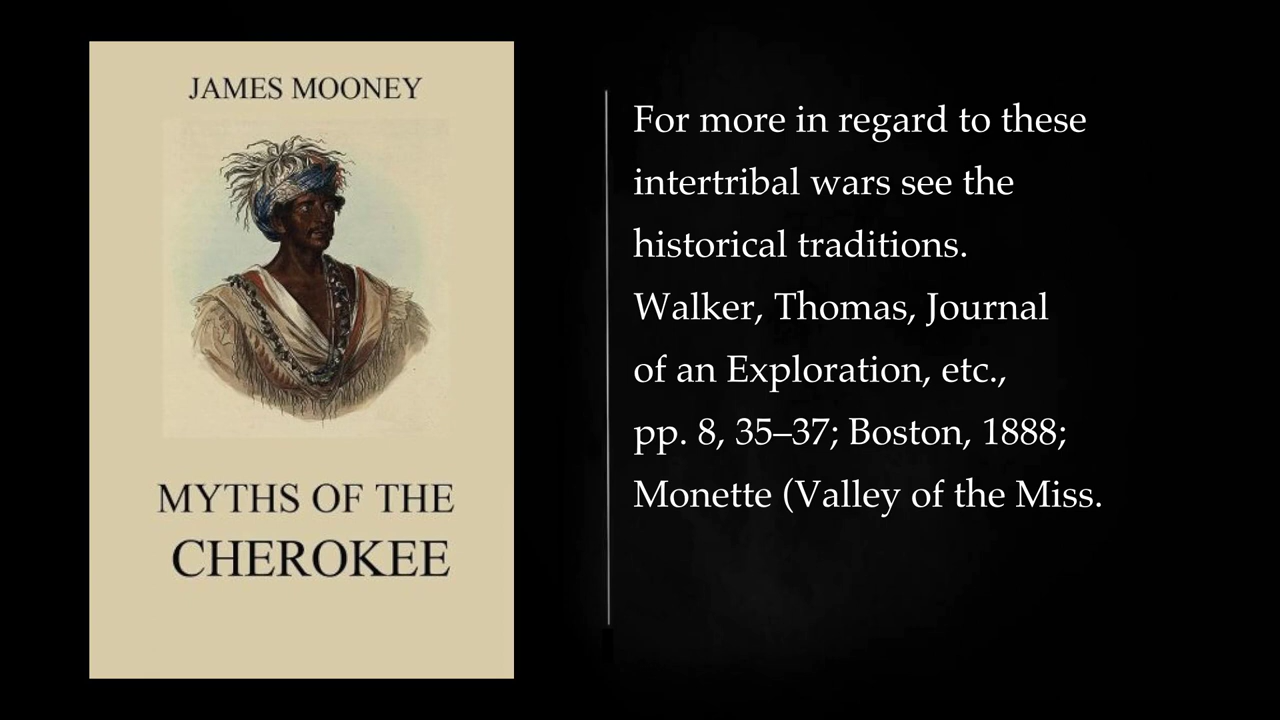 JAMES MOONEY
MYTHS OF THE
CHEROKEE
For more in regard to these
intertribal wars see the
historical traditions.
Walker, Thomas, Journal
of an Exploration, etc.,
pp. 8, 35–37; Boston, 1888;
Monette (Valley of the Miss.